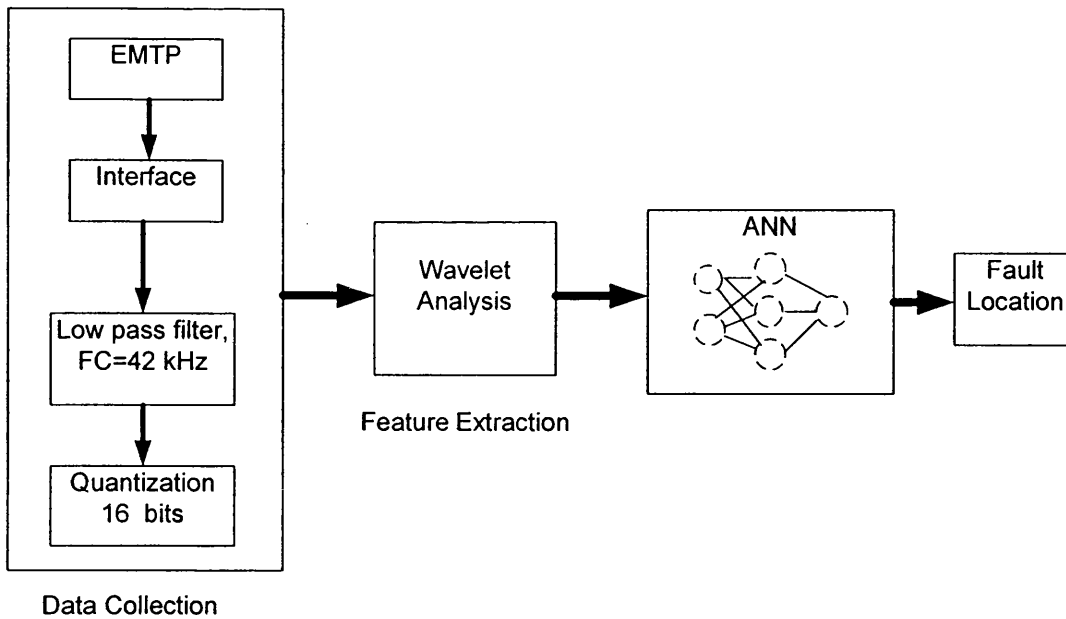 EMTP
Interface
Low pass filter,
FC=42 kHz
Quantization
16 bits
Data Collection
Wavelet
Analysis
Feature Extraction
ANN
Fault
Location